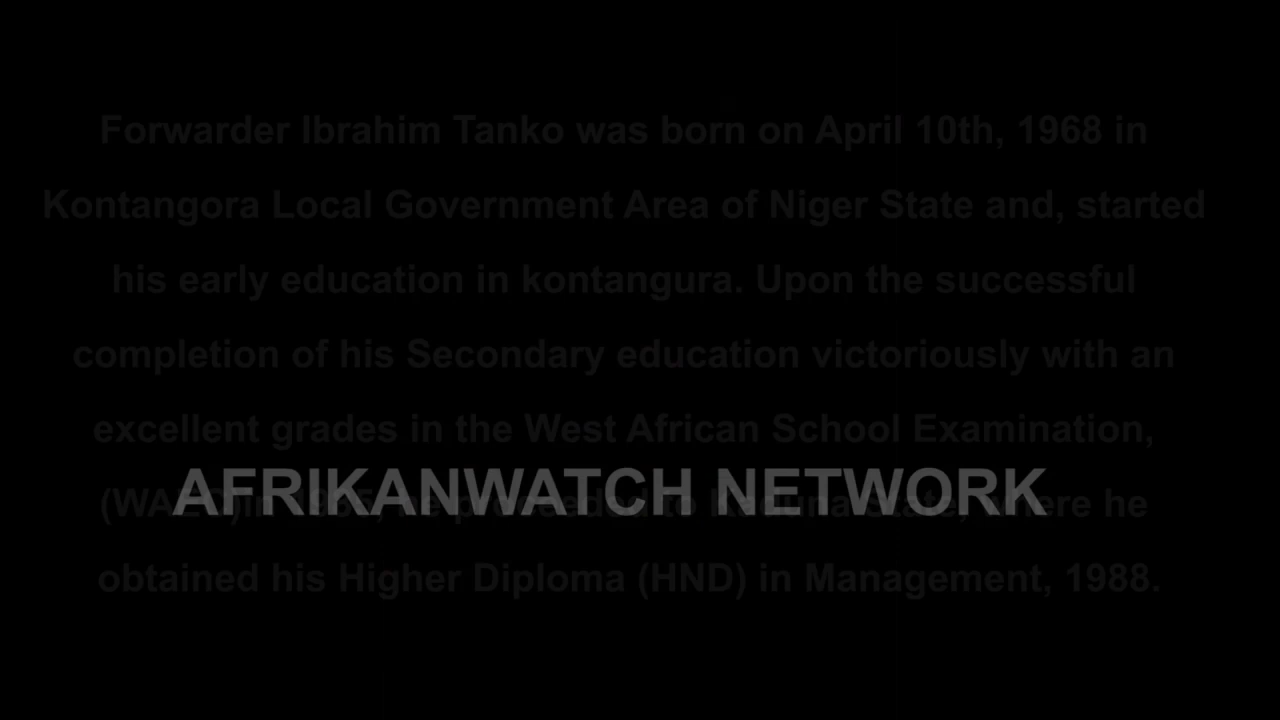 Forwarder Ibrahim Tanko was born on April 10th, 1968 in
Kontangora Local Government Area of Niger State and, started
his early education in kontangura. Upon the successful
completion of his Secondary education victoriously with an
excellent grades in the West African School Examination,
AFRIKANWATCH NETWORK
he
obtained his Higher Diploma (HND) in Management, 1988.